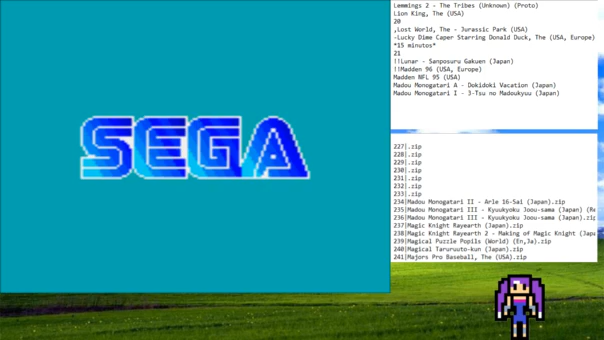 SEGA
Lemmings 2 - The Tribes (Unknown) (Proto)
Lion King, The (USA)
20
,Lost World, The - Jurassic Park (USA)
-Lucky Dime Caper Starring Donald Duck, The (USA, Europe)
*15 minutos*
21
!!Lunar - Sanposuru Gakuen (Japan)
!!Madden 96 (USA, Europe)
Madden NFL 95 (USA)
Madou Monogatari A - Dokidoki Vacation (Japan)
Madou Monogatari I - 3-Tsu no Madoukyuu (Japan)
227|.zip
228|.zip
229|.zip
230|.zip
231|.zip
232|.zip
233|.zip
234|Madou Monogatari II - Arle 16-Sai (Japan).zip
235|Madou Monogatari III - Kyuukyoku Joou-sama (Japan) (Re
236|Madou Monogatari III - Kyuukyoku Joou-sama (Japan).zip
237|Magic Knight Rayearth (Japan).zip
238|Magic Knight Rayearth 2 - Making of Magic Knight (Japa
239|Magical Puzzle Popils (World) (En,Ja).zip
240|Magical Taruruuto-kun (Japan).zip
241|Majors Pro Baseball, The (USA).zip